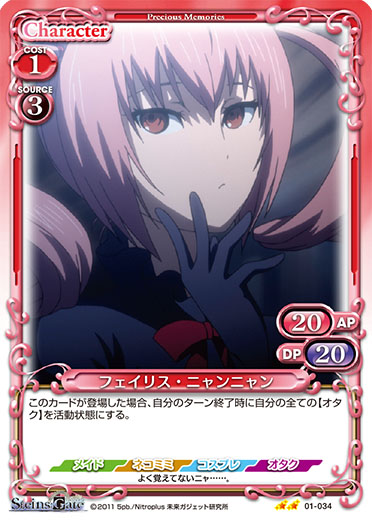 Precious Memories
Character
COST
1
SOURCE
3
20 AP
DP 20
フェイリス・ニャンニャン
このカードが登場した場合、自分のターン終了時に自分の全ての【オタ
ク】を活動状態にする。
メイド ネコミミ コスプレ オタク
よく覚えてないニャ……。
Steins;Gate
©2011 5pb./Nitroplus 未来ガジェット研究所
01-034